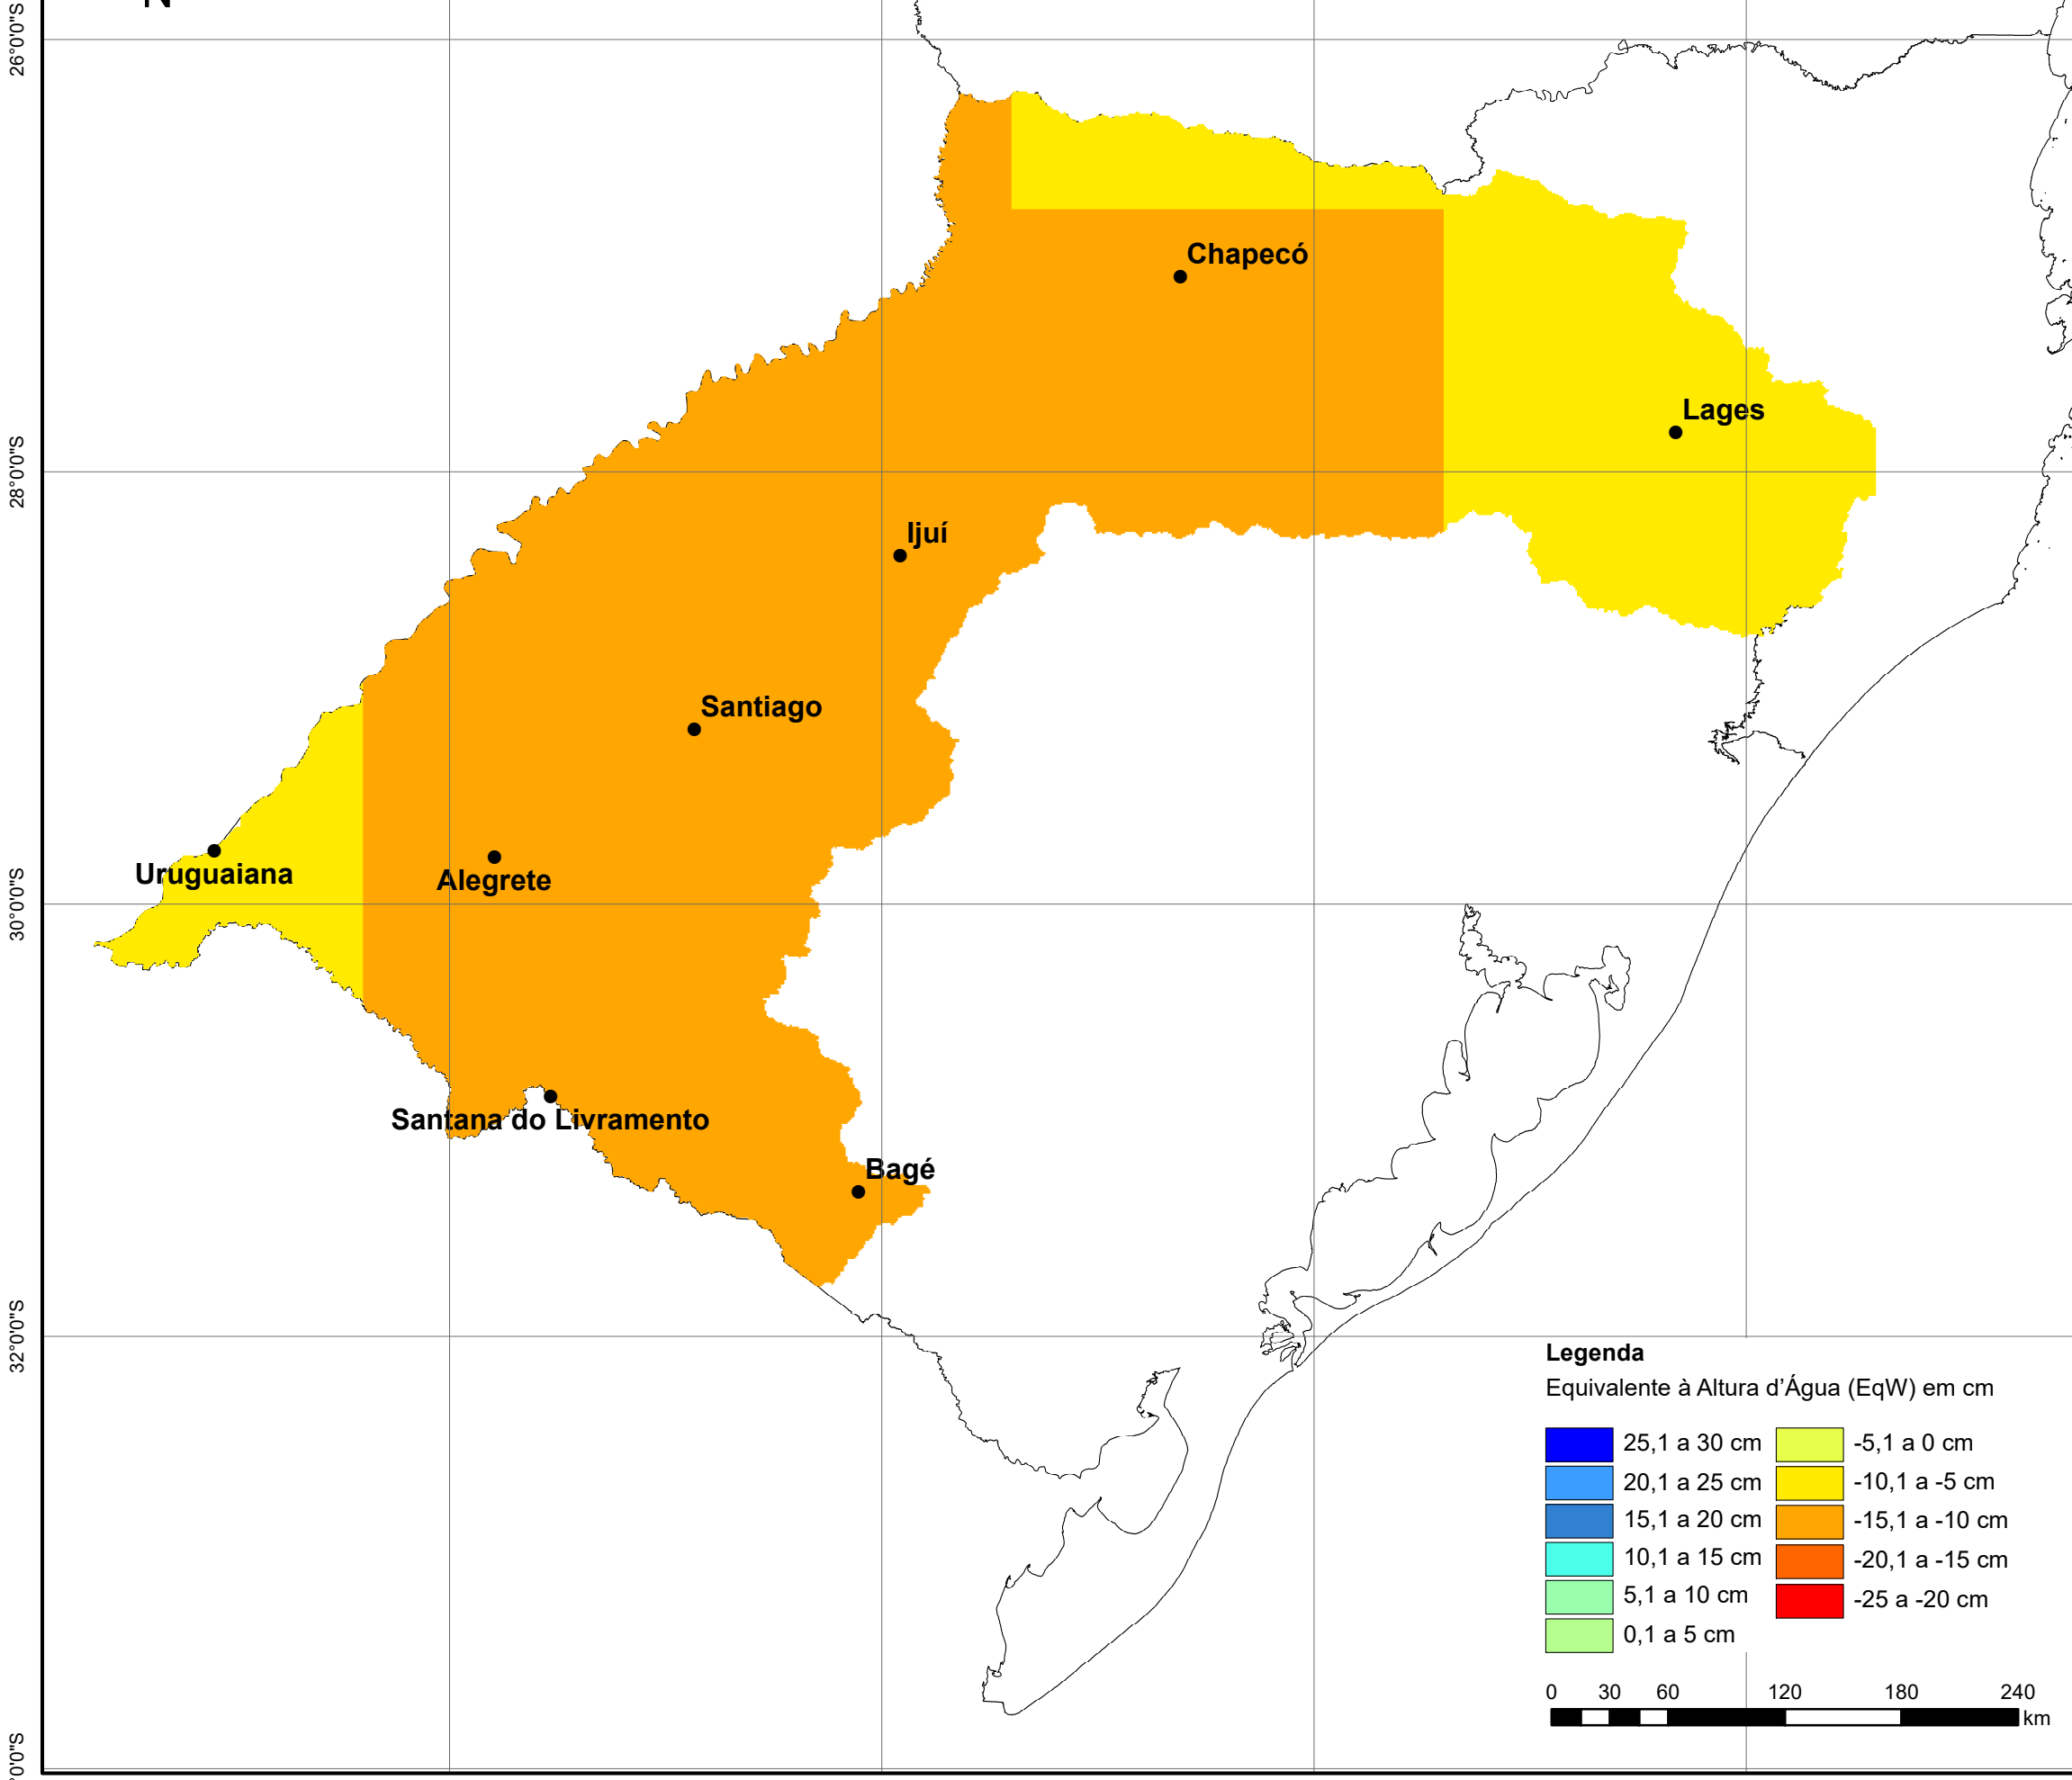 N
26°0'0"S
Chapecó
Lages
28°0'0"S
Ijuí
Santiago
Uruguaiana
Alegrete
30°0'0"S
Santana do Livramento
Bagé
32°0'0"S
Legenda
Equivalente à Altura d’Água (EqW) em cm
25,1 a 30 cm
20,1 a 25 cm
15,1 a 20 cm
10,1 a 15 cm
5,1 a 10 cm
0,1 a 5 cm
-5,1 a 0 cm
-10,1 a -5 cm
-15,1 a -10 cm
-20,1 a -15 cm
-25 a -20 cm
0 30 60 120 180 240
km
°0'0"S